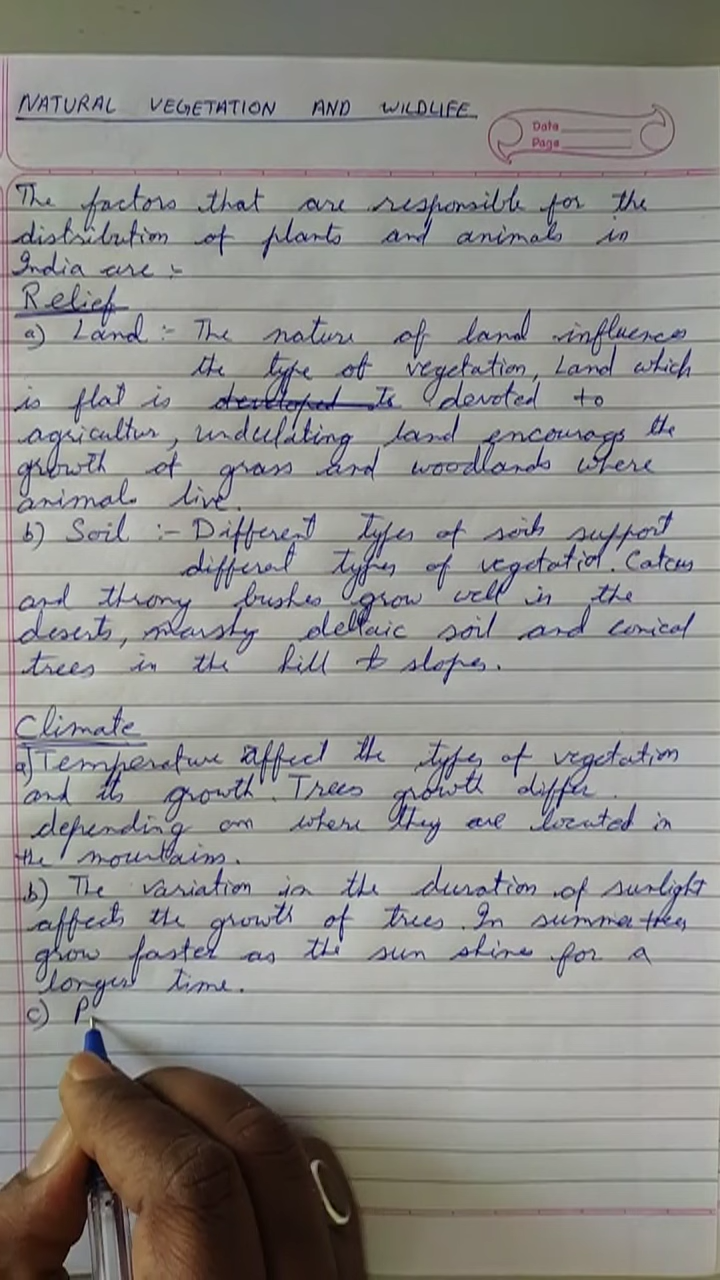 NATURAL VEGETATION AND WILDLIFE
Date
Page
The factors that are responsible for the
distribution of plants and animals in
India are :-
Relief
a) Land :- The nature of land influences
the type of vegetation, Land which
is flat is developed Is devoted to
agricultur, undulating land encourags the
growth of grass and woodlands where
animals live.
b) Soil :- Different types of soils support
different types of vegetation. Catcus
and throny bushes grow well in the
deserts, marshy deltaic soil and conical
trees in the hill to slopes.
Climate
a) Temperature affect the types of vegetation
and its growth. Trees growth differ
depending on where they are located in
the mountains.
b) The variation in the duration of sunlight
affects the growth of trees. In summer trees
grow faster as the sun shine for a
longer time.
c) P